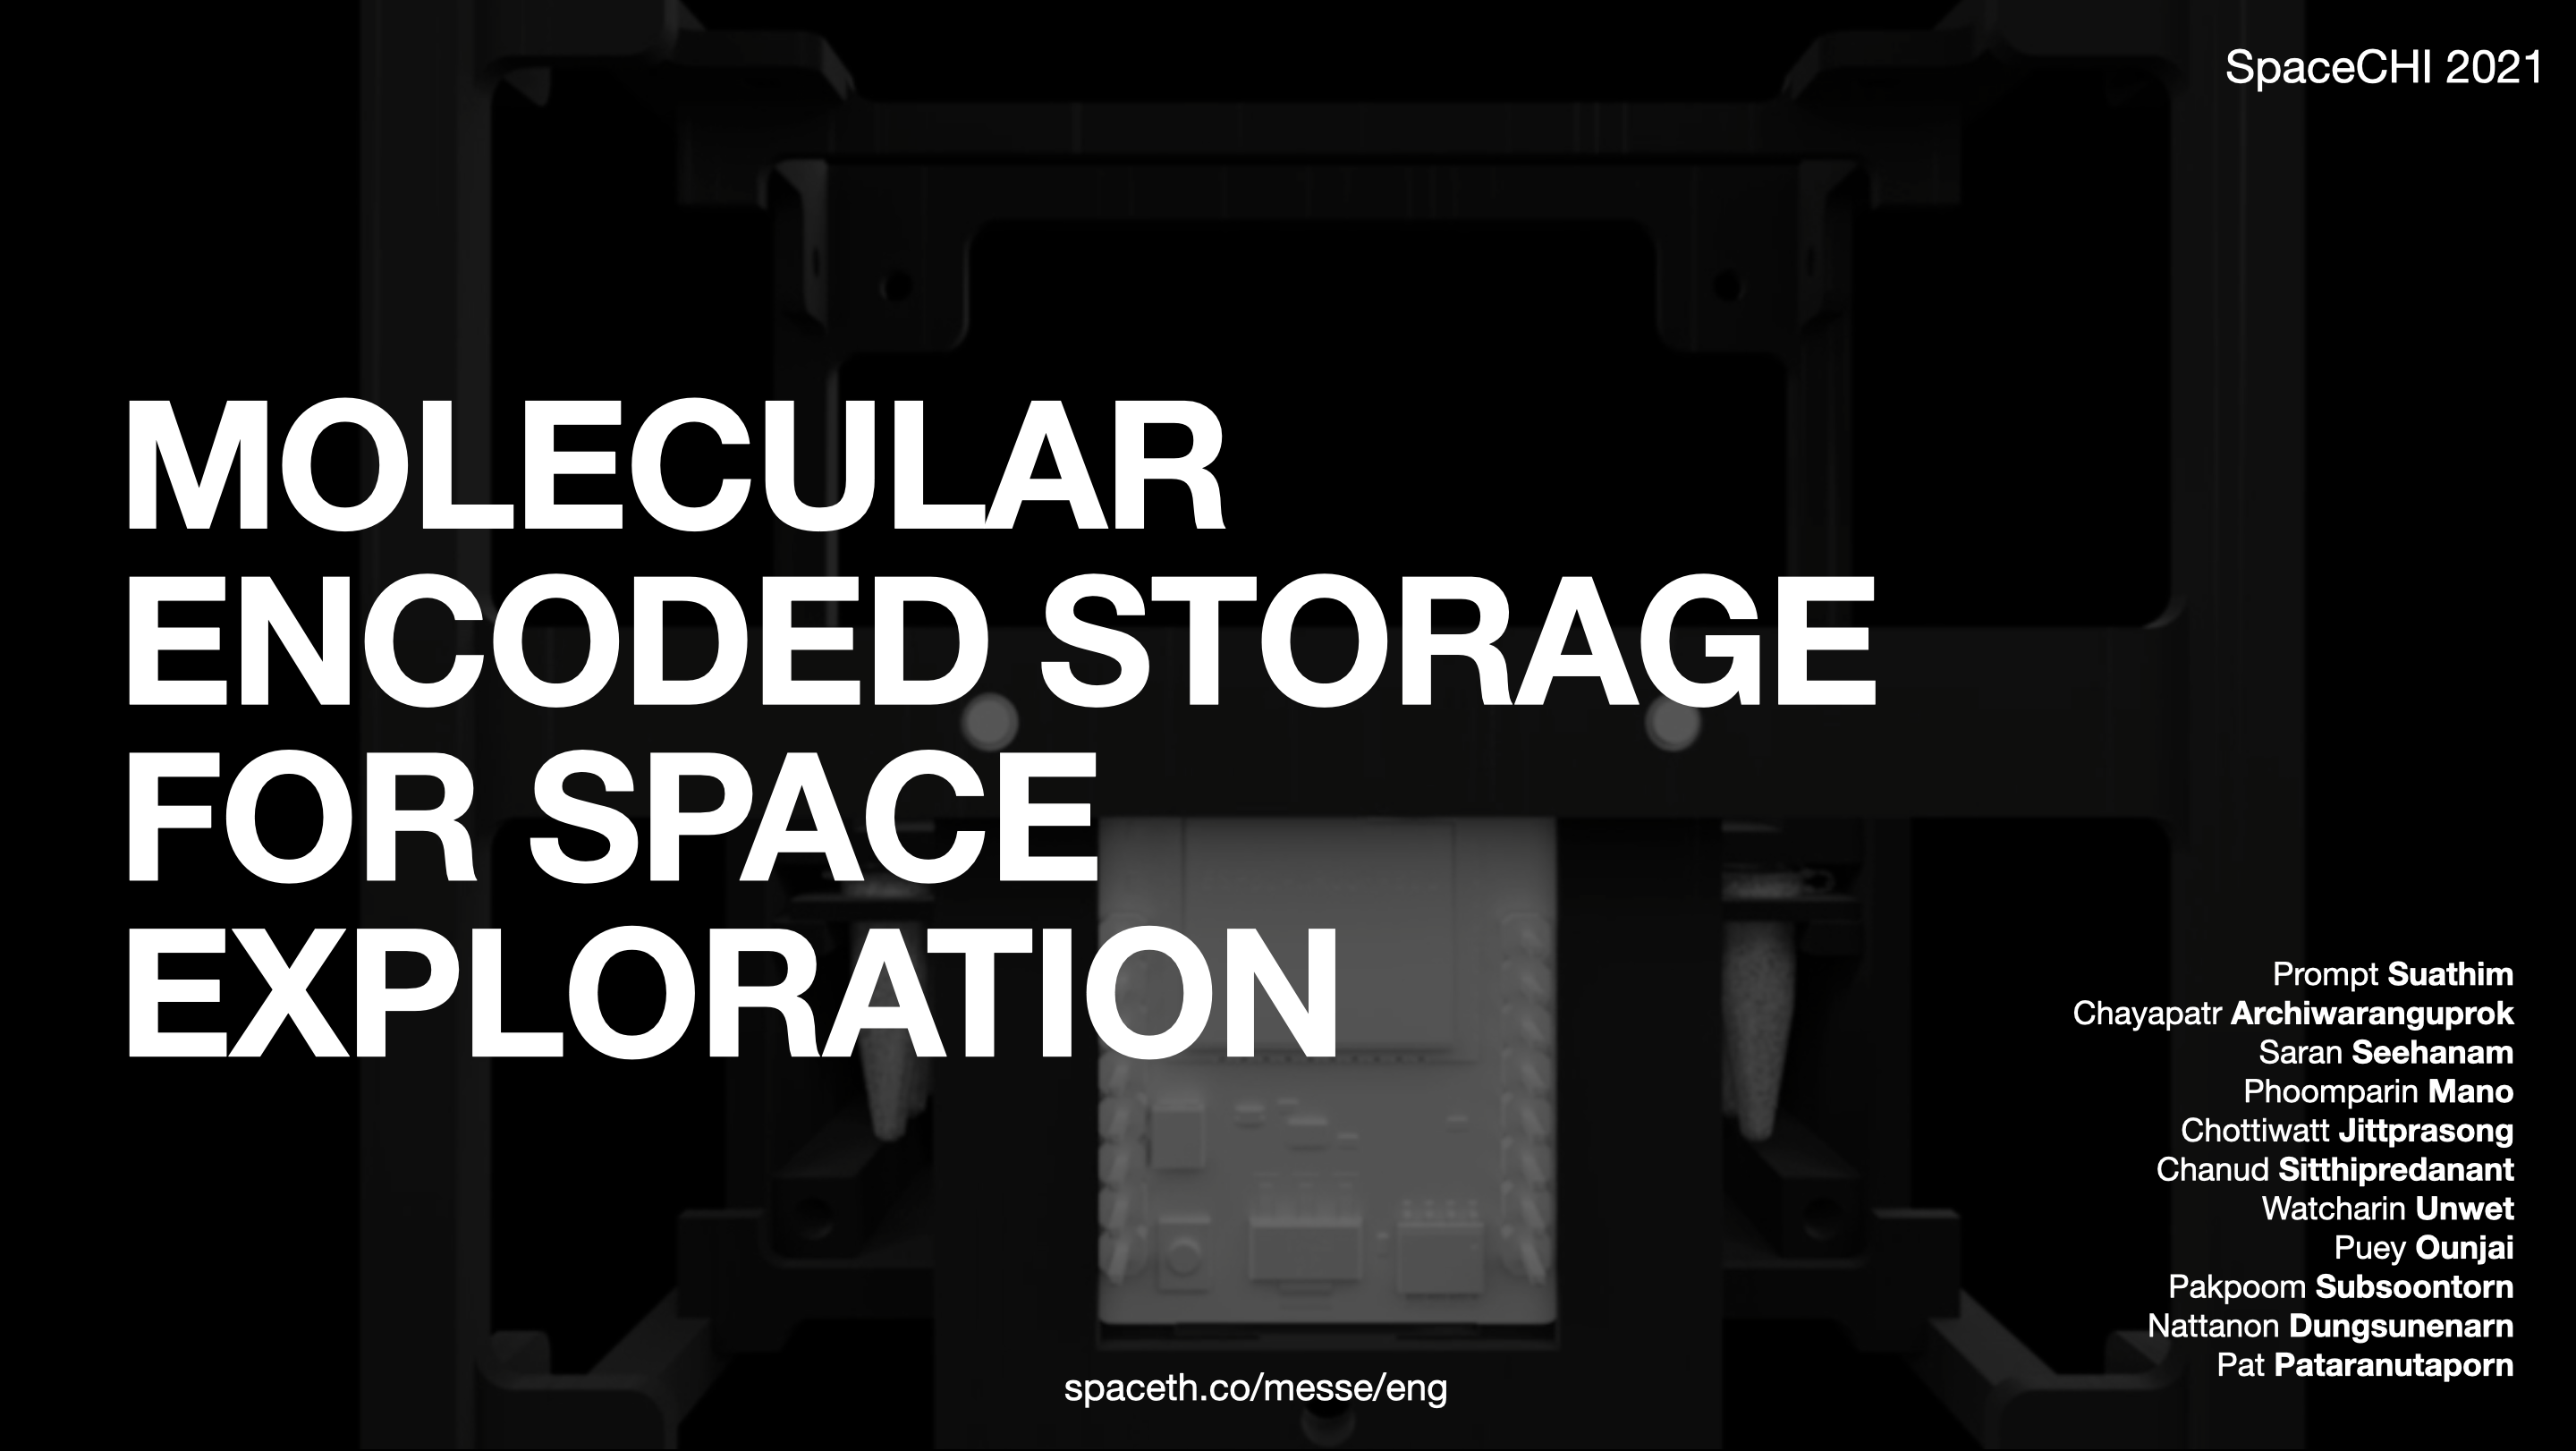 SpaceCHI 2021
MOLECULAR
ENCODED STORAGE
FOR SPACE
EXPLORATION
Prompt Suathim
Chayapatr Archiwaranguprok
Saran Seehanam
Phoomparin Mano
Chottiwatt Jittprasong
Chanud Sitthipredanant
Watcharin Unwet
Puey Ounjai
Pakpoom Subsoontorn
Nattanon Dungsunenarn
Pat Pataranutaporn
spaceth.co/messe/eng